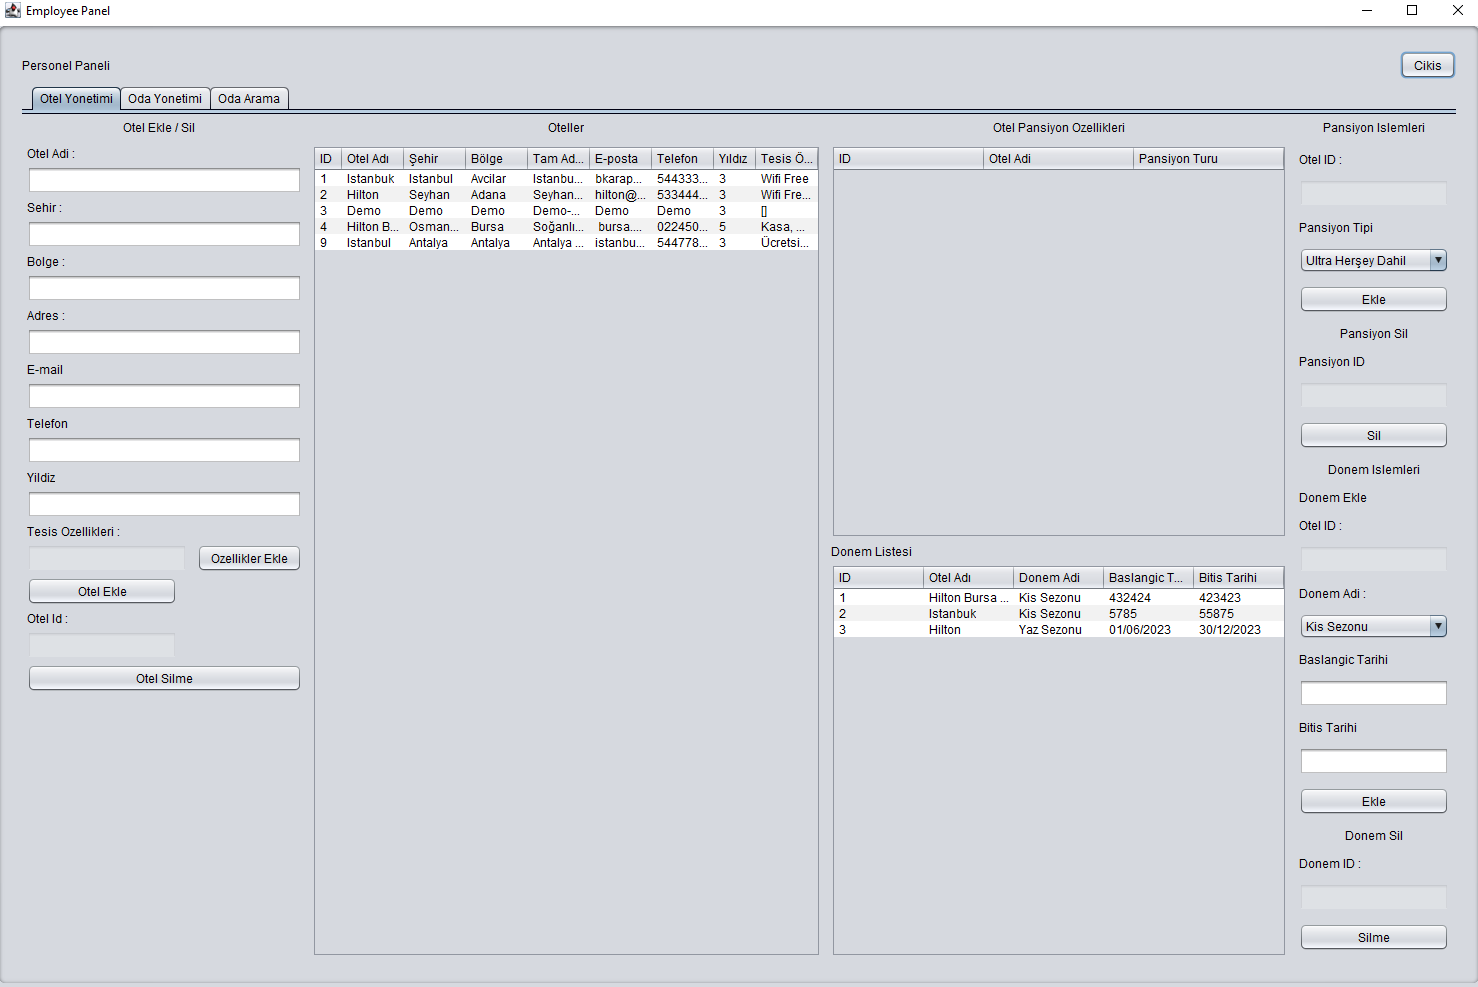 Employee Panel
Personel Paneli
Cikis
Otel Yonetimi
Oda Yonetimi
Oda Arama
Otel Ekle / Sil
Otel Adi :
Sehir :
Bolge :
Adres :
E-mail
Telefon
Yildiz
Tesis Ozellikleri :
Ozellikler Ekle
Otel Ekle
Otel Id :
Otel Silme
Oteller
ID Otel Adı Şehir Bölge Tam Ad... E-posta Telefon Yıldız Tesis Ö...
1 Istanbuk Istanbul Avcilar Istanbu... bkarap... 544333... 3 Wifi Free
2 Hilton Seyhan Adana Seyhan... hilton@... 533444... 3 Wifi Fre...
3 Demo Demo Demo Demo-... Demo Demo 3 []
4 Hilton B... Osman... Bursa Soğanlı... bursa.... 022450... 5 Kasa, ...
9 Istanbul Antalya Antalya Antalya ... istanbu... 544778... 3 Ücretsi...
Otel Pansiyon Ozellikleri
ID Otel Adi Pansiyon Turu
Donem Listesi
ID Otel Adı Donem Adi Baslangic T... Bitis Tarihi
1 Hilton Bursa ... Kis Sezonu 432424 423423
2 Istanbuk Kis Sezonu 5785 55875
3 Hilton Yaz Sezonu 01/06/2023 30/12/2023
Pansiyon Islemleri
Otel ID :
Pansiyon Tipi
Ultra Herşey Dahil
Ekle
Pansiyon Sil
Pansiyon ID
Sil
Donem Islemleri
Donem Ekle
Otel ID :
Donem Adi :
Kis Sezonu
Baslangic Tarihi
Bitis Tarihi
Ekle
Donem Sil
Donem ID :
Silme